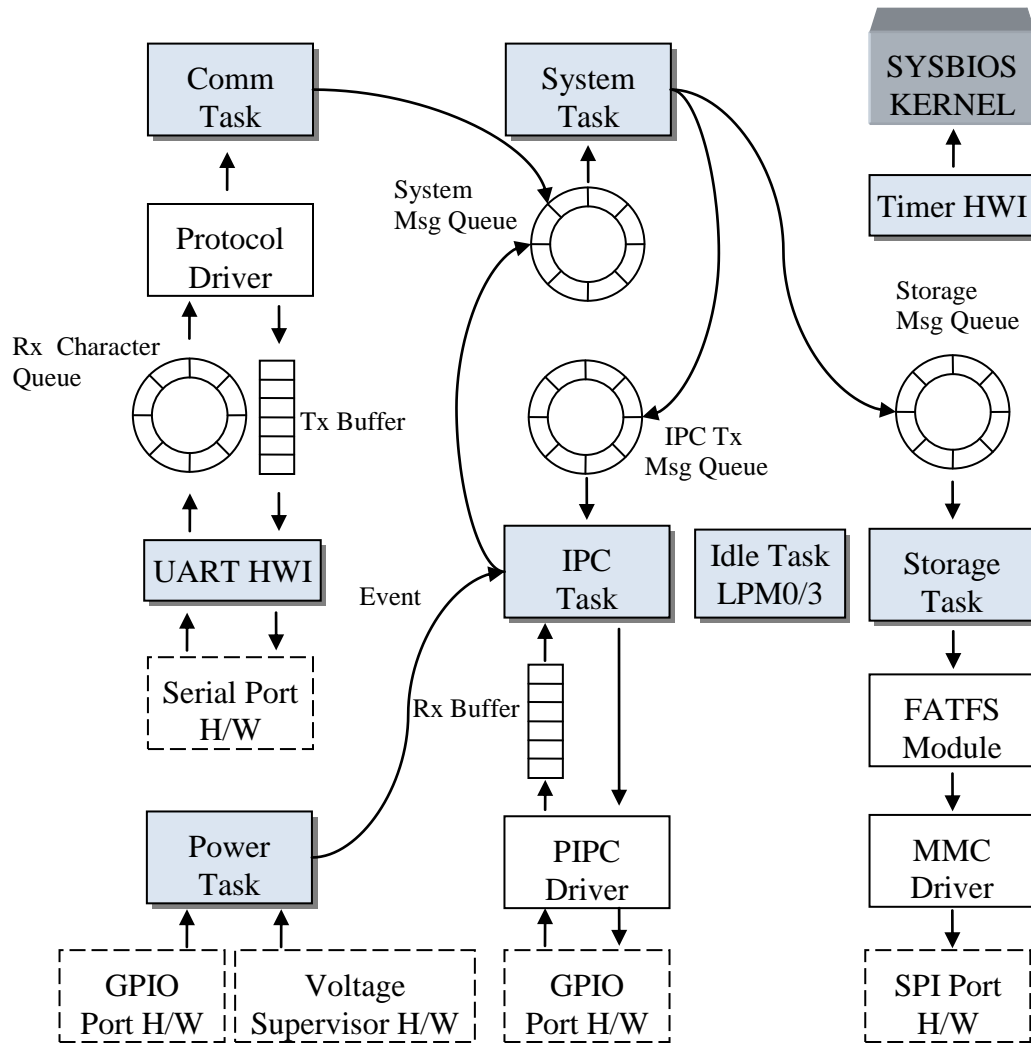 Comm
Task
System
Task
SYSBIOS
KERNEL
System
Msg Queue
Timer HWI
Protocol
Driver
Storage
Msg Queue
Rx Character
Queue
Tx Buffer
IPC Tx
Msg Queue
UART HWI
Event
IPC
Task
Idle Task
LPM0/3
Storage
Task
Serial Port
H/W
Rx Buffer
FATFS
Module
Power
Task
PIPC
Driver
MMC
Driver
GPIO
Port H/W
Voltage
Supervisor H/W
GPIO
Port H/W
SPI Port
H/W